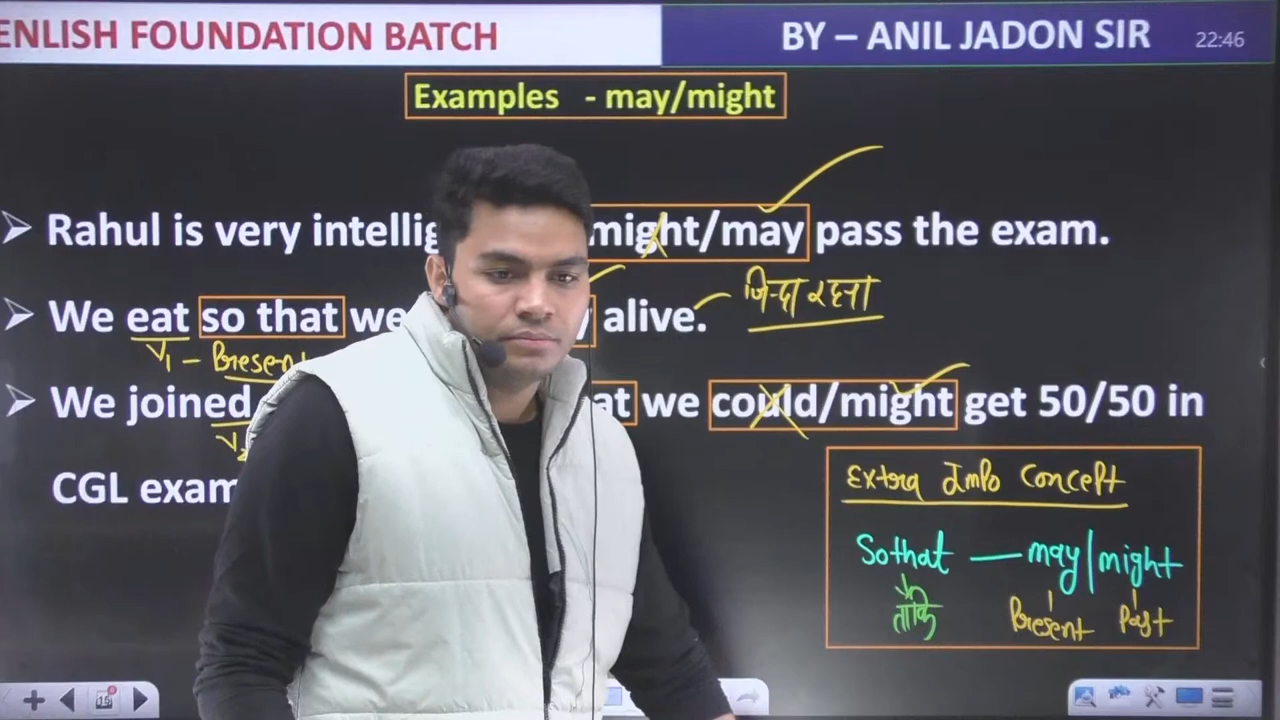 ENLISH FOUNDATION BATCH
BY – ANIL JADON SIR 22:46
Examples - may/might
Rahul is very intellig might/may pass the exam.
We eat so that we alive. जिन्दा रहना
V1 – Present
We joined at we could/might get 50/50 in
CGL exam
Extra Info Concept
So that — may/might
ताकि Present Past